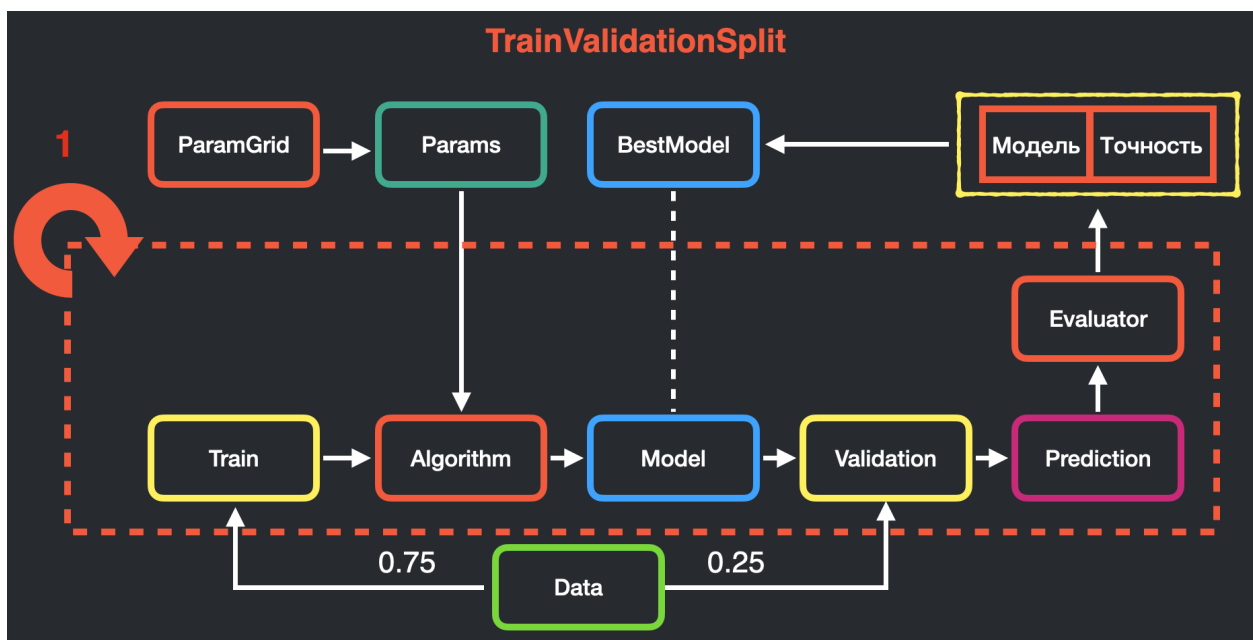 TrainValidationSplit
1
ParamGrid
Params
BestModel
Модель
Точность
Evaluator
Train
Algorithm
Model
Validation
Prediction
0.75
0.25
Data